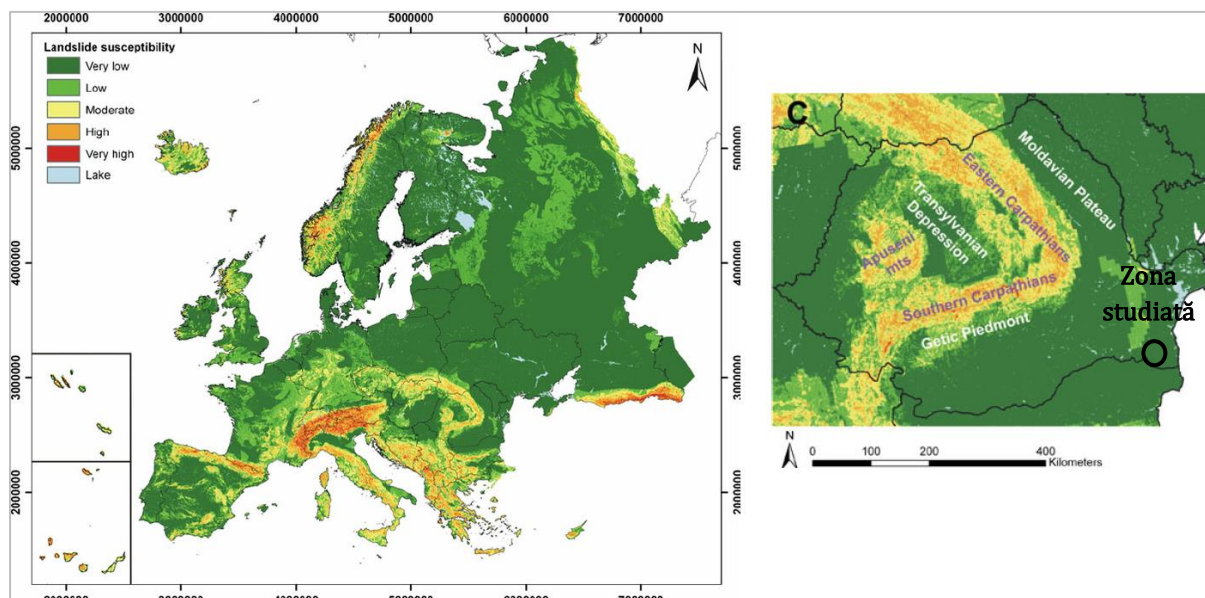 2000000 3000000 4000000 5000000 6000000 7000000
Landslide susceptibility
Very low
Low
Moderate
High
Very high
Lake
N
5000000
4000000
3000000
2000000
5000000
4000000
3000000
2000000
C
Moldavian Plateau
Eastern Carpathians
Transylvanian
Depression
Apuseni
mts
Southern Carpathians
Getic Piedmont
Zona
studiată
N
0 100 200 400
Kilometers